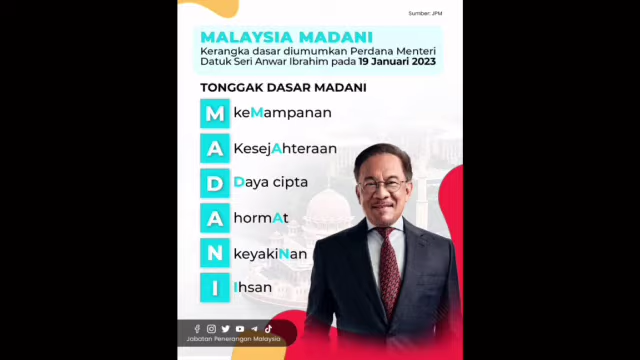 Sumber: JPM
MALAYSIA MADANI
Kerangka dasar diumumkan Perdana Menteri
Datuk Seri Anwar Ibrahim pada 19 Januari 2023
TONGGAK DASAR MADANI
M keMampanan
A KesejAhteraan
D Daya cipta
A hormAt
N keyakiNan
I Ihsan
Jabatan Penerangan Malaysia